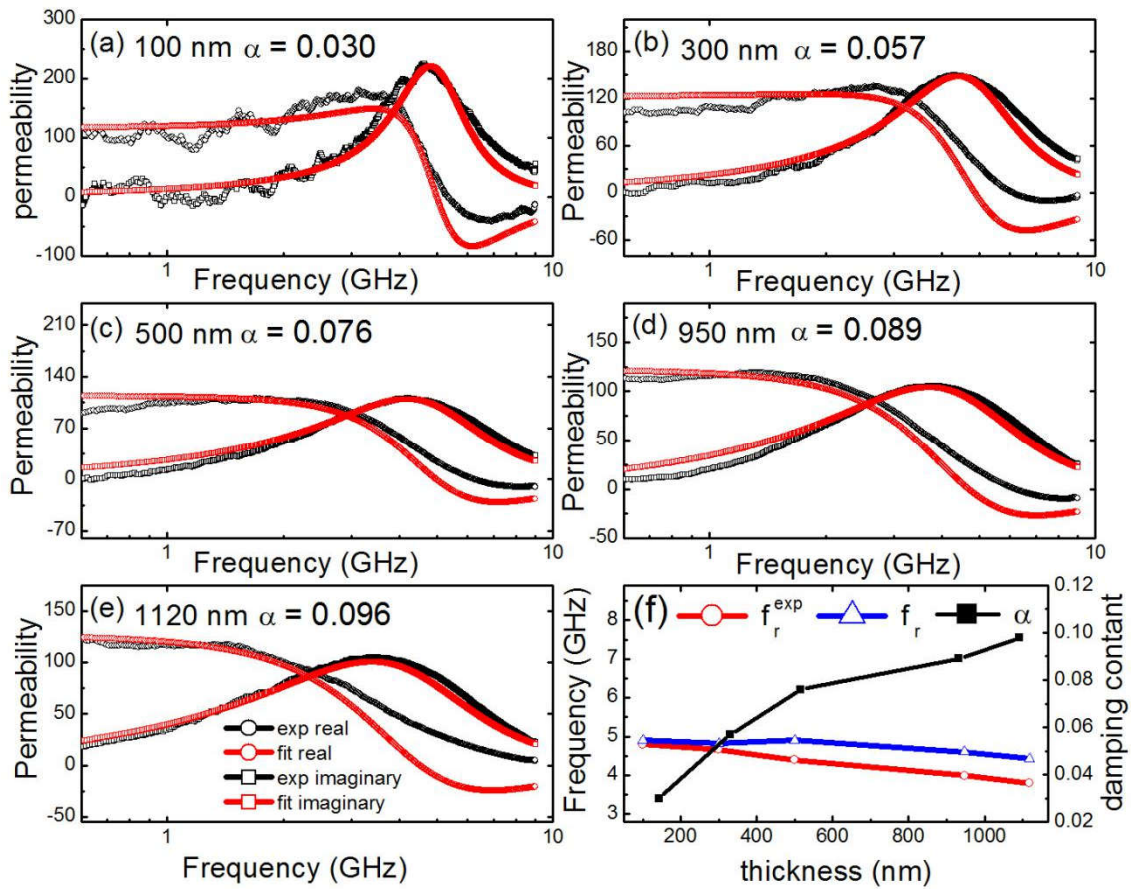 (a) 100 nm α = 0.030
300
200
100
0
-100
permeability
1
10
Frequency (GHz)
(b) 300 nm α = 0.057
180
120
60
0
-60
Permeability
1
10
Frequency (GHz)
(c) 500 nm α = 0.076
210
140
70
0
-70
Permeability
1
10
Frequency (GHz)
(d) 950 nm α = 0.089
150
100
50
0
-50
Permeability
1
10
Frequency (GHz)
(e) 1120 nm α = 0.096
150
100
50
0
-50
Permeability
exp real
fit real
exp imaginary
fit imaginary
1
10
Frequency (GHz)
(f) f_r^exp f_r α
8
7
6
5
4
3
Frequency (GHz)
0.12
0.10
0.08
0.06
0.04
0.02
damping contant
200 400 600 800 1000
thickness (nm)